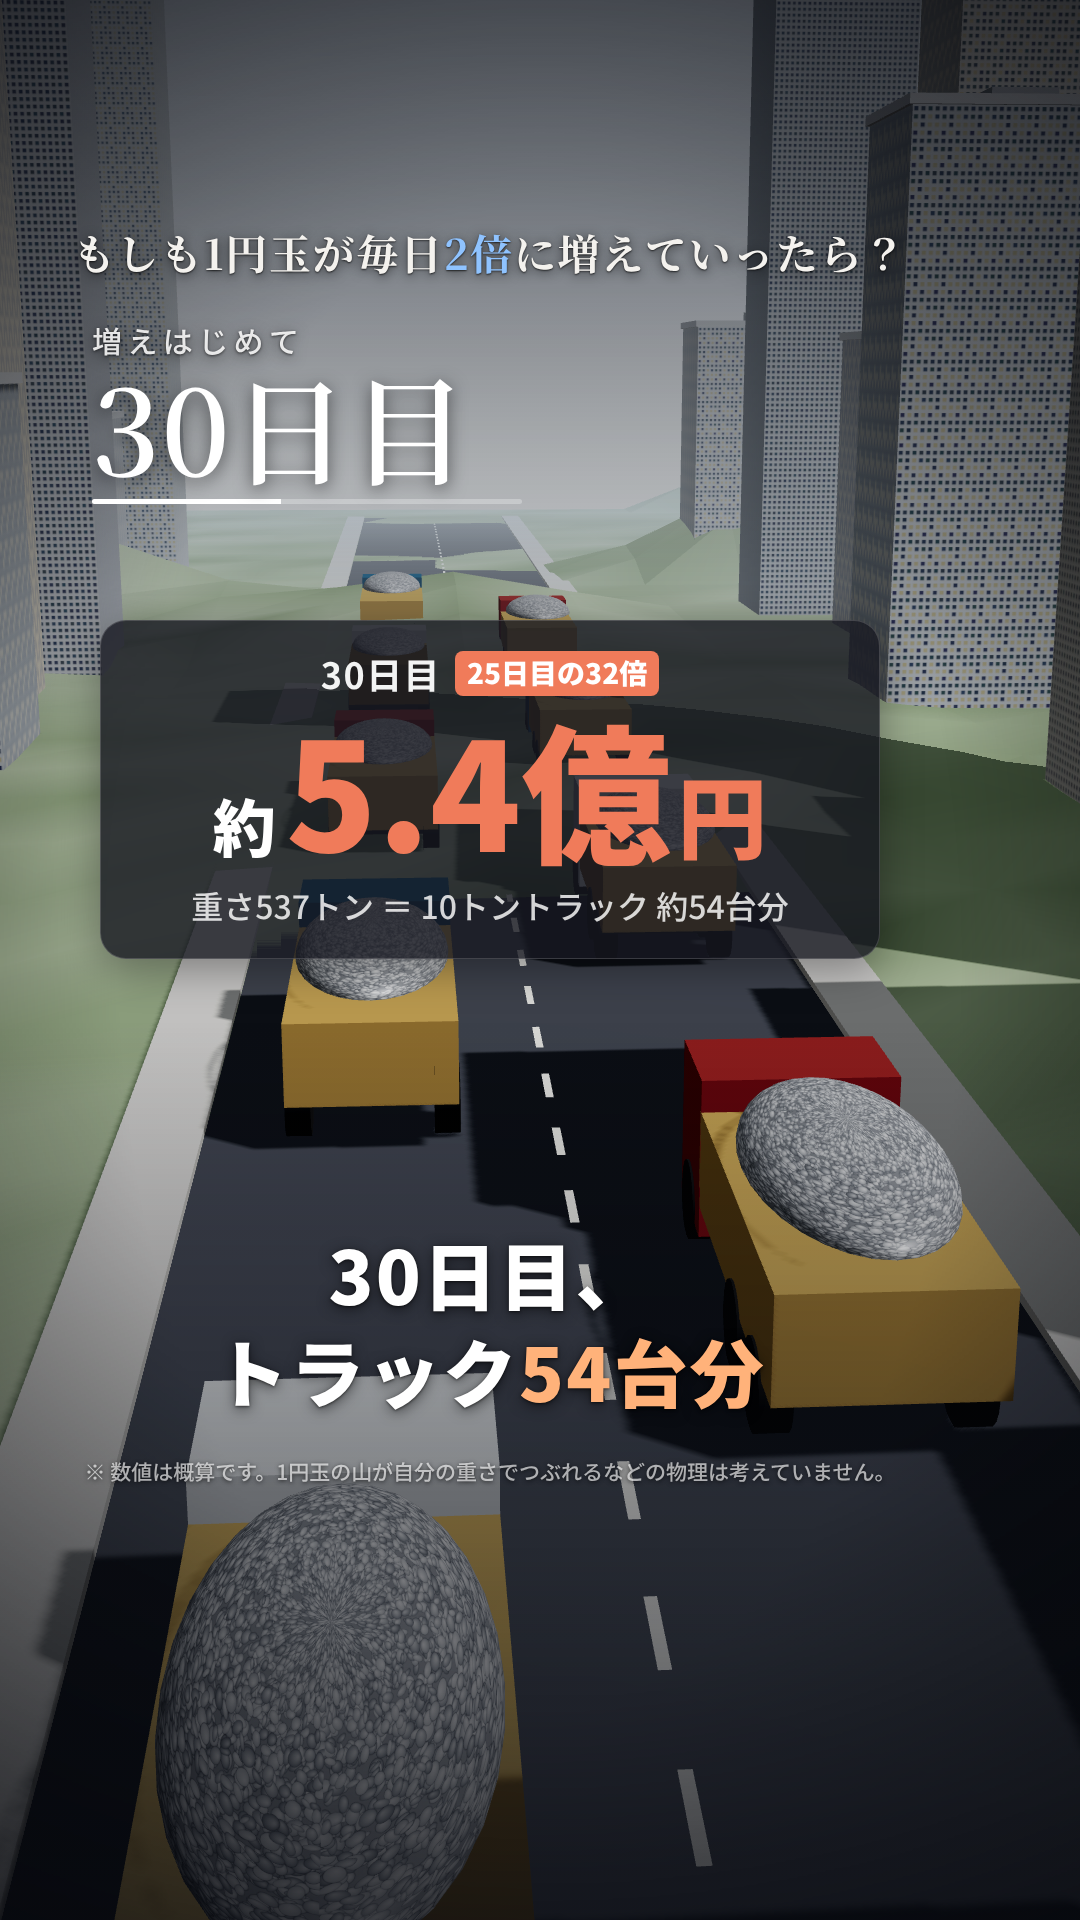 もしも1円玉が毎日2倍に増えていったら？
増えはじめて
30日目
30日目 25日目の32倍
約5.4億円
重さ537トン ＝ 10トントラック 約54台分
30日目、
トラック54台分
※ 数値は概算です。1円玉の山が自分の重さでつぶれるなどの物理は考えていません。